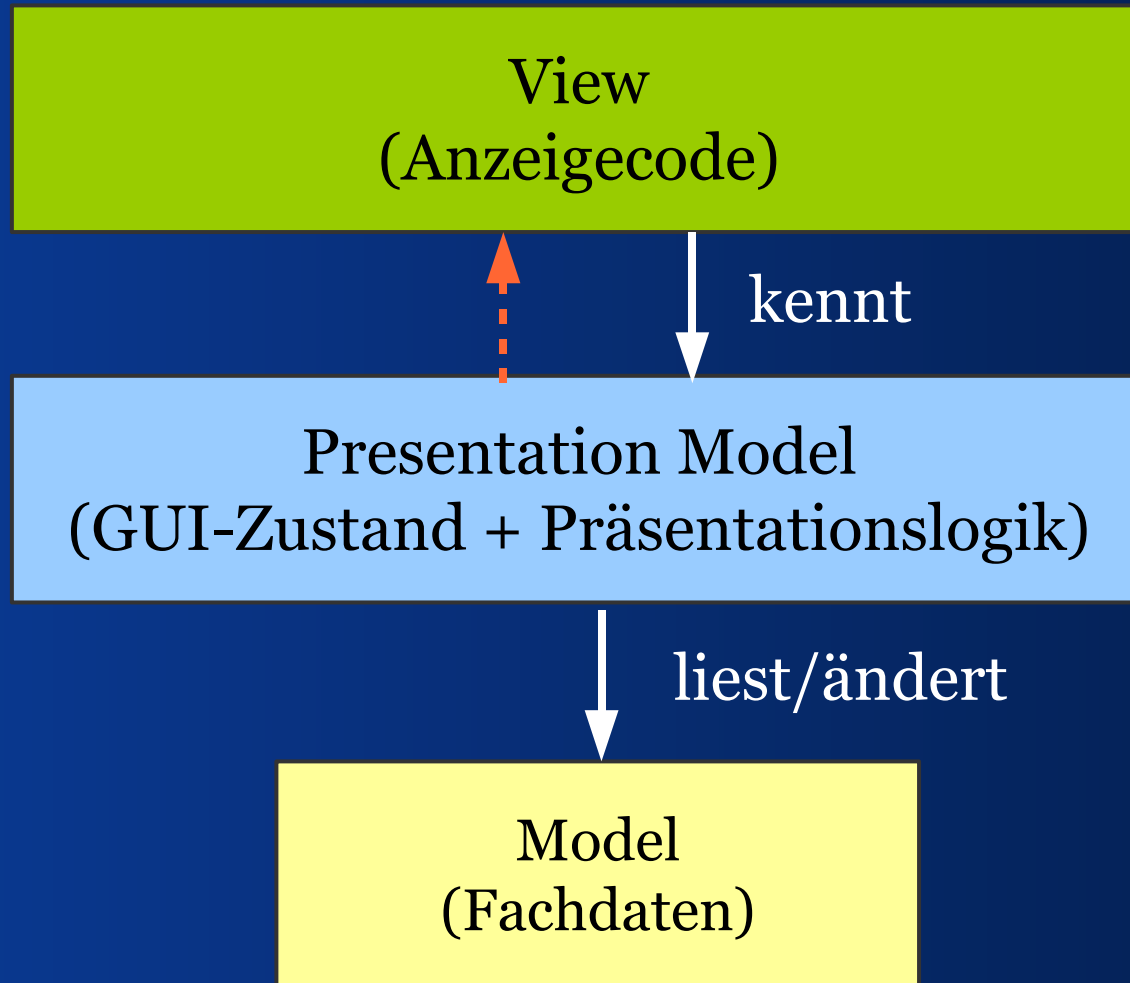 View
(Anzeigecode)
kennt
Presentation Model
(GUI-Zustand + Präsentationslogik)
liest/ändert
Model
(Fachdaten)